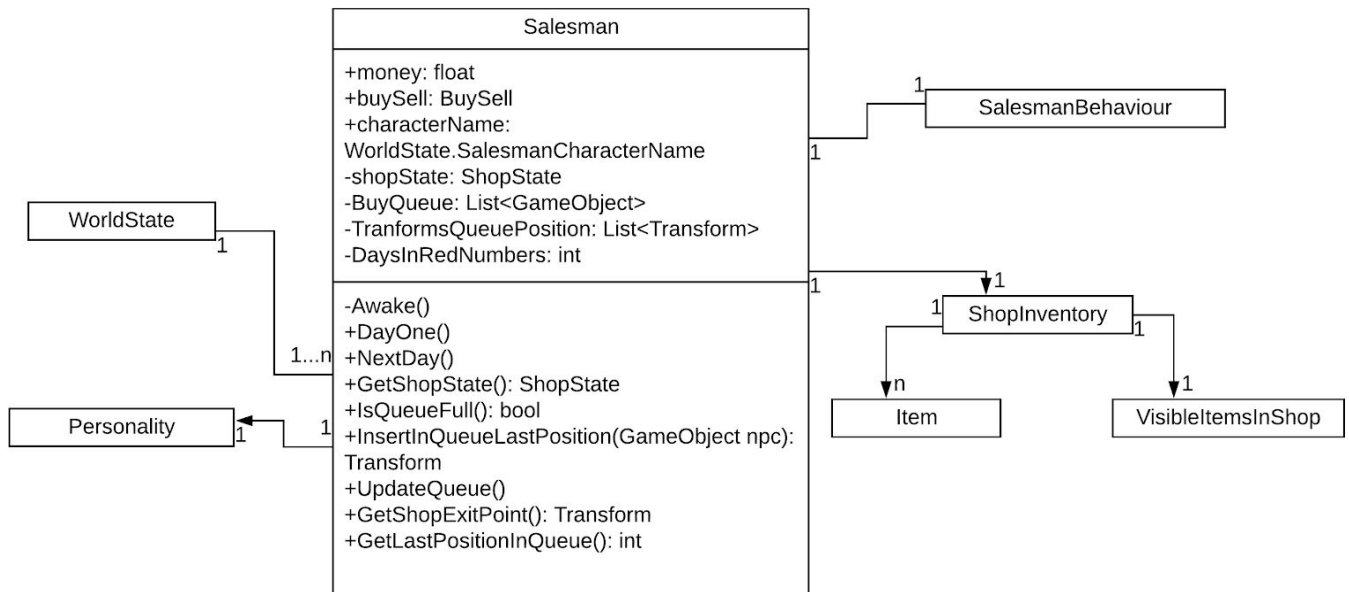 Salesman
+money: float
+buySell: BuySell
+characterName:
WorldState.SalesmanCharacterName
-shopState: ShopState
-BuyQueue: List<GameObject>
-TranformsQueuePosition: List<Transform>
-DaysInRedNumbers: int
-Awake()
+DayOne()
+NextDay()
+GetShopState(): ShopState
+IsQueueFull(): bool
+InsertInQueueLastPosition(GameObject npc):
Transform
+UpdateQueue()
+GetShopExitPoint(): Transform
+GetLastPositionInQueue(): int
WorldState
1
1...n
Personality
1
1
1
SalesmanBehaviour
1
1
1
ShopInventory
1
1
n
1
Item
VisibleItemsInShop